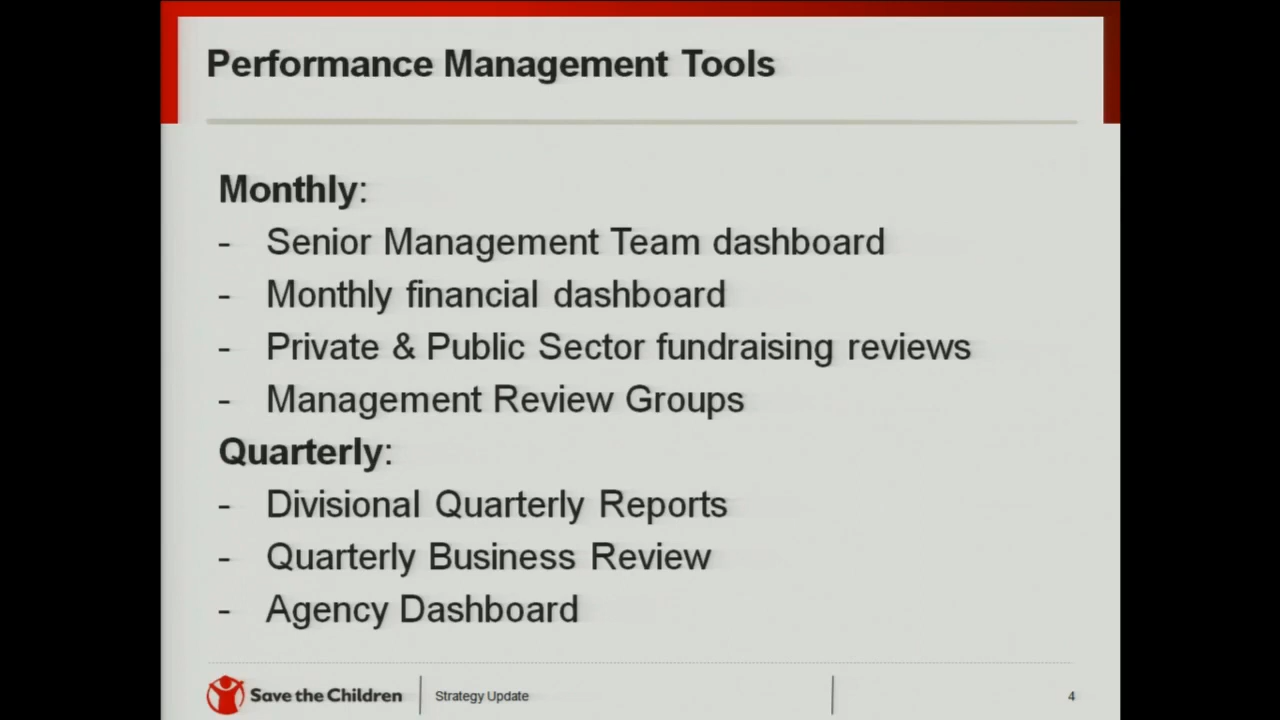 Performance Management Tools
Monthly:
- Senior Management Team dashboard
- Monthly financial dashboard
- Private & Public Sector fundraising reviews
- Management Review Groups
Quarterly:
- Divisional Quarterly Reports
- Quarterly Business Review
- Agency Dashboard
Save the Children
Strategy Update
4